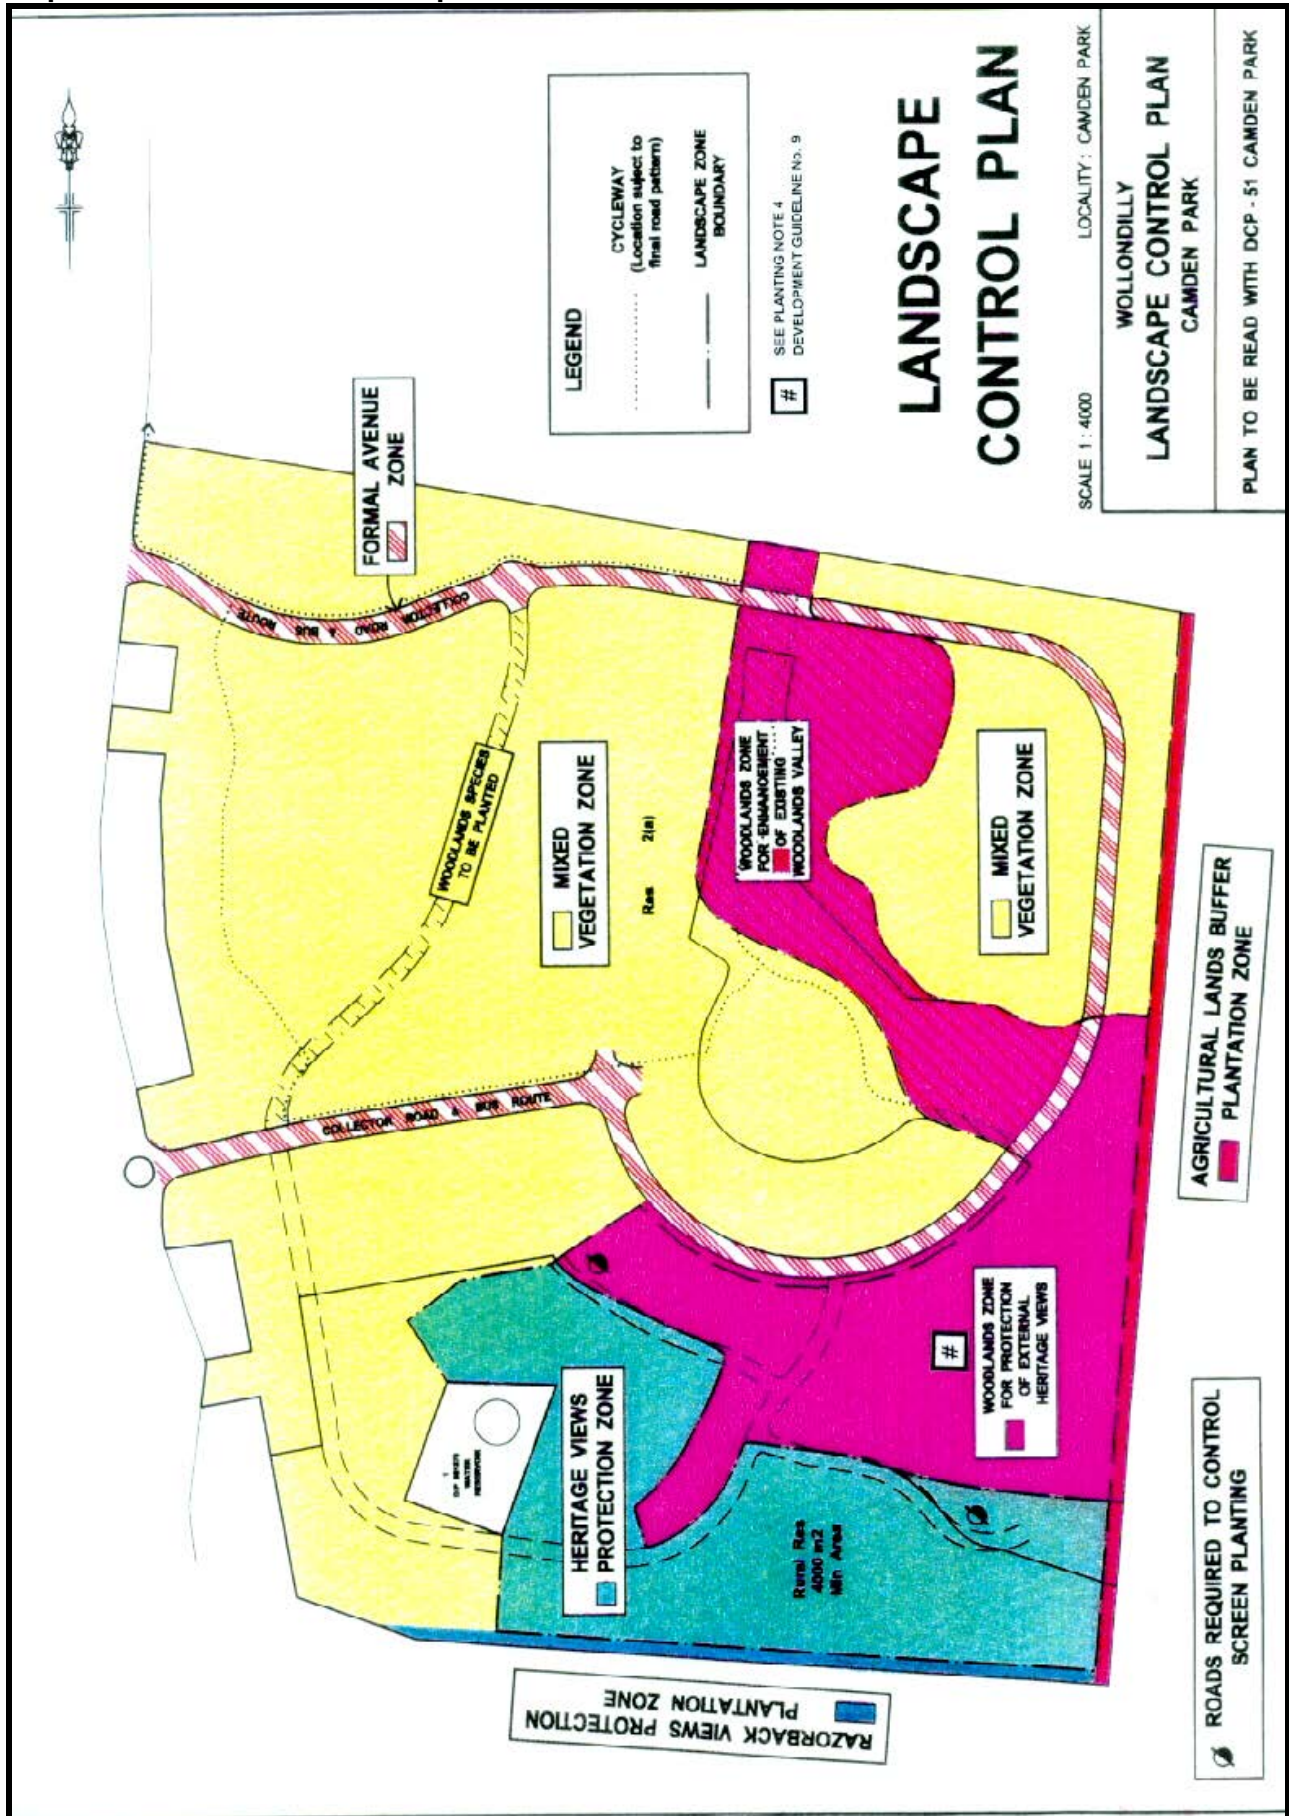 LEGEND
CYCLEWAY
(Location suject to
final road pattern)
LANDSCAPE ZONE
BOUNDARY
#
SEE PLANTING NOTE 4
DEVELOPMENT GUIDELINE No. 9
LANDSCAPE
CONTROL PLAN
SCALE 1 : 4000
LOCALITY : CAMDEN PARK
WOLLONDILLY
LANDSCAPE CONTROL PLAN
CAMDEN PARK
PLAN TO BE READ WITH DCP - 51 CAMDEN PARK
FORMAL AVENUE
ZONE
COLLECTOR ROAD & BUS ROUTE
WOODLANDS SPECIES
TO BE PLANTED
MIXED
VEGETATION ZONE
Res 2(a)
WOODLANDS ZONE
FOR ENHANCEMENT
OF EXISTING
WOODLANDS VALLEY
MIXED
VEGETATION ZONE
AGRICULTURAL LANDS BUFFER
PLANTATION ZONE
COLLECTOR ROAD & BUS ROUTE
WATER
RESERVOIR
HERITAGE VIEWS
PROTECTION ZONE
#
WOODLANDS ZONE
FOR PROTECTION
OF EXTERNAL
HERITAGE VIEWS
Rural Res
4000 m2
Min Area
RAZORBACK VIEWS PROTECTION
PLANTATION ZONE
ROADS REQUIRED TO CONTROL
SCREEN PLANTING